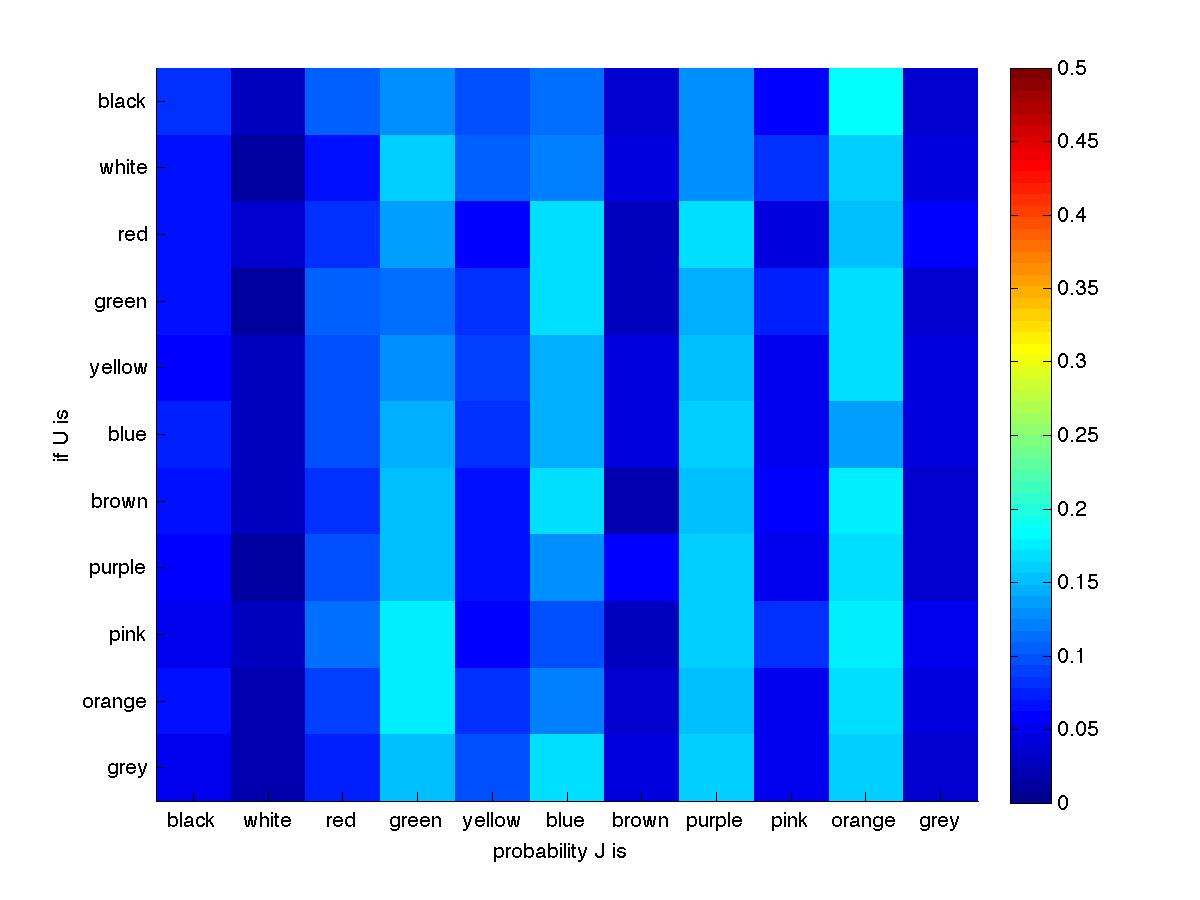 black
white
red
green
yellow
blue
brown
purple
pink
orange
grey
if U is
black white red green yellow blue brown purple pink orange grey
probability J is
0.5
0.45
0.4
0.35
0.3
0.25
0.2
0.15
0.1
0.05
0